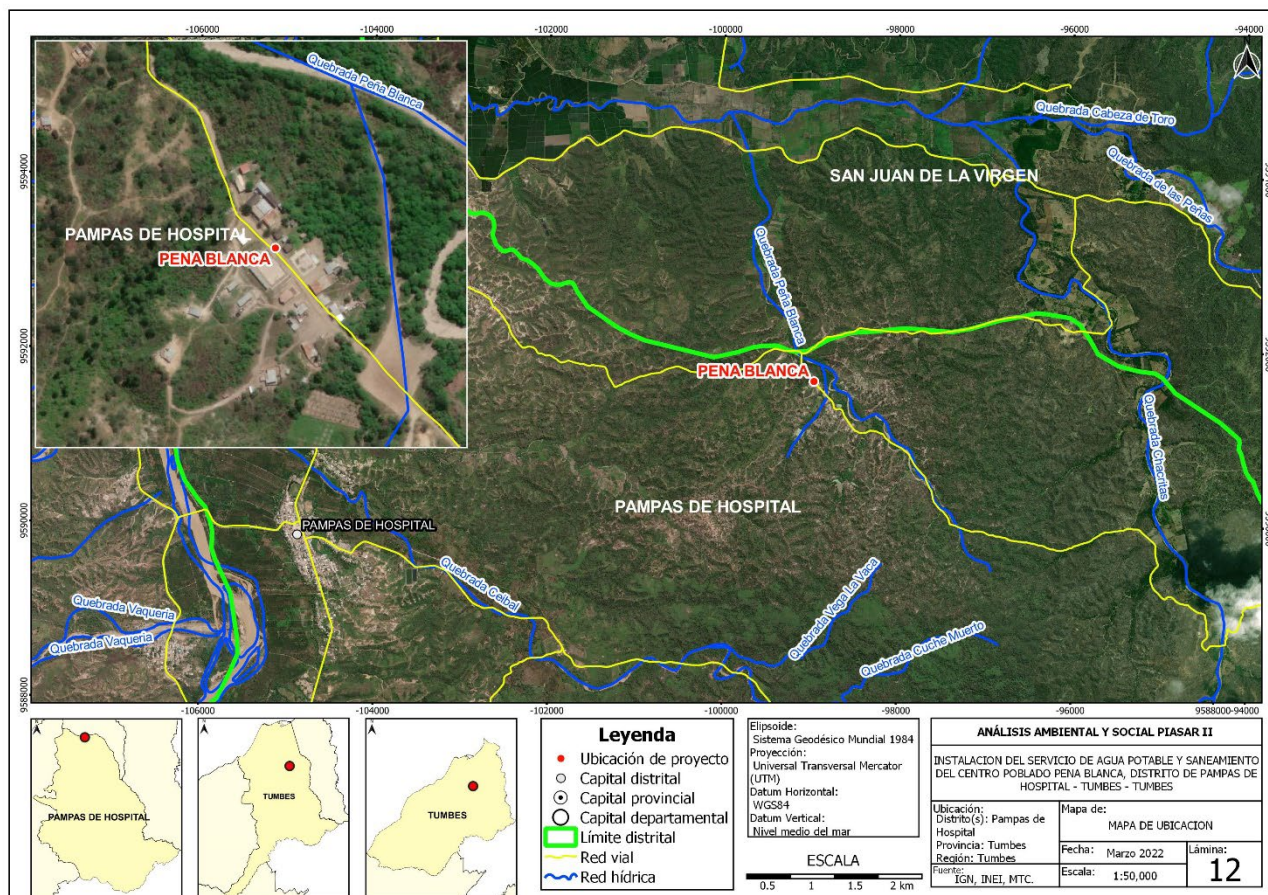 -106000
-104000
-102000
-100000
-98000
-96000
-94000
Quebrada Peña Blanca
PAMPAS DE HOSPITAL
PENA BLANCA
Quebrada Cabeza de Toro
SAN JUAN DE LA VIRGEN
Quebrada de las Peñas
Quebrada Peña Blanca
PENA BLANCA
Quebrada Chacritas
PAMPAS DE HOSPITAL
PAMPAS DE HOSPITAL
Quebrada Ceibal
Quebrada Vega La Vaca
Quebrada Cuche Muerto
Quebrada Vaqueria
Quebrada Vaqueria
9594000
9592000
9590000
9588000
-106000
-104000
-102000
-100000
-98000
-96000
9588000
-94000
N
PAMPAS DE HOSPITAL
N
TUMBES
N
TUMBES
Leyenda
Ubicación de proyecto
Capital distrital
Capital provincial
Capital departamental
Límite distrital
Red vial
Red hídrica
Elipsoide:
Sistema Geodésico Mundial 1984
Proyección:
Universal Transversal Mercator
(UTM)
Datum Horizontal:
WGS84
Datum Vertical:
Nivel medio del mar
ESCALA
0.5 1 1.5 2 km
ANÁLISIS AMBIENTAL Y SOCIAL PIASAR II
INSTALACION DEL SERVICIO DE AGUA POTABLE Y SANEAMIENTO
DEL CENTRO POBLADO PENA BLANCA, DISTRITO DE PAMPAS DE
HOSPITAL - TUMBES - TUMBES
Ubicación:
Distrito(s): Pampas de
Hospital
Provincia: Tumbes
Región: Tumbes
Fuente:
IGN, INEI, MTC.
Mapa de:
MAPA DE UBICACION
Fecha: Marzo 2022
Escala: 1:50,000
Lámina:
12